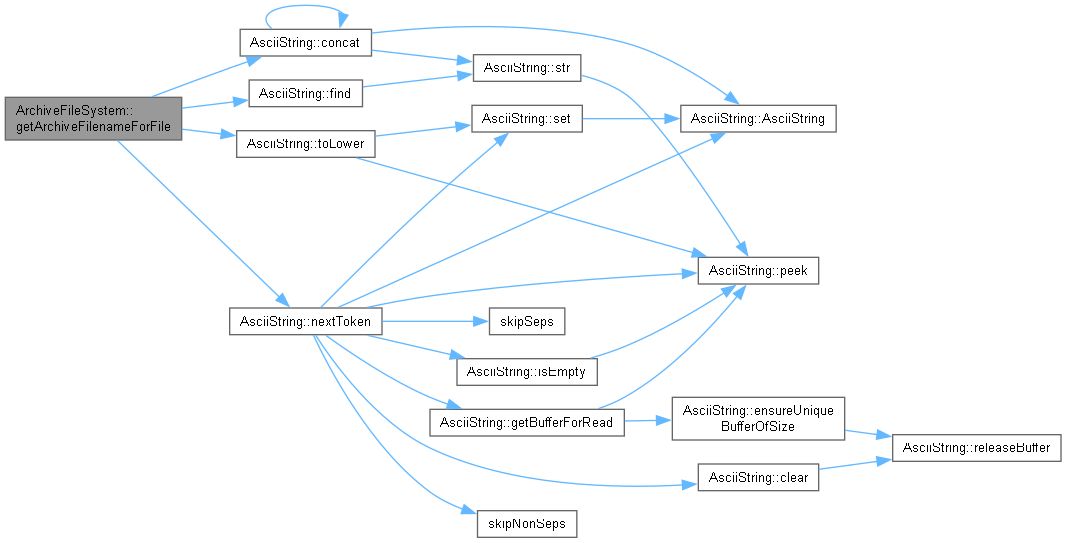 AsciiString::concat
AsciiString::str
AsciiString::find
ArchiveFileSystem::
getArchiveFilenameForFile
AsciiString::set
AsciiString::AsciiString
AsciiString::toLower
AsciiString::peek
AsciiString::nextToken
skipSeps
AsciiString::isEmpty
AsciiString::ensureUnique
BufferOfSize
AsciiString::getBufferForRead
AsciiString::releaseBuffer
AsciiString::clear
skipNonSeps